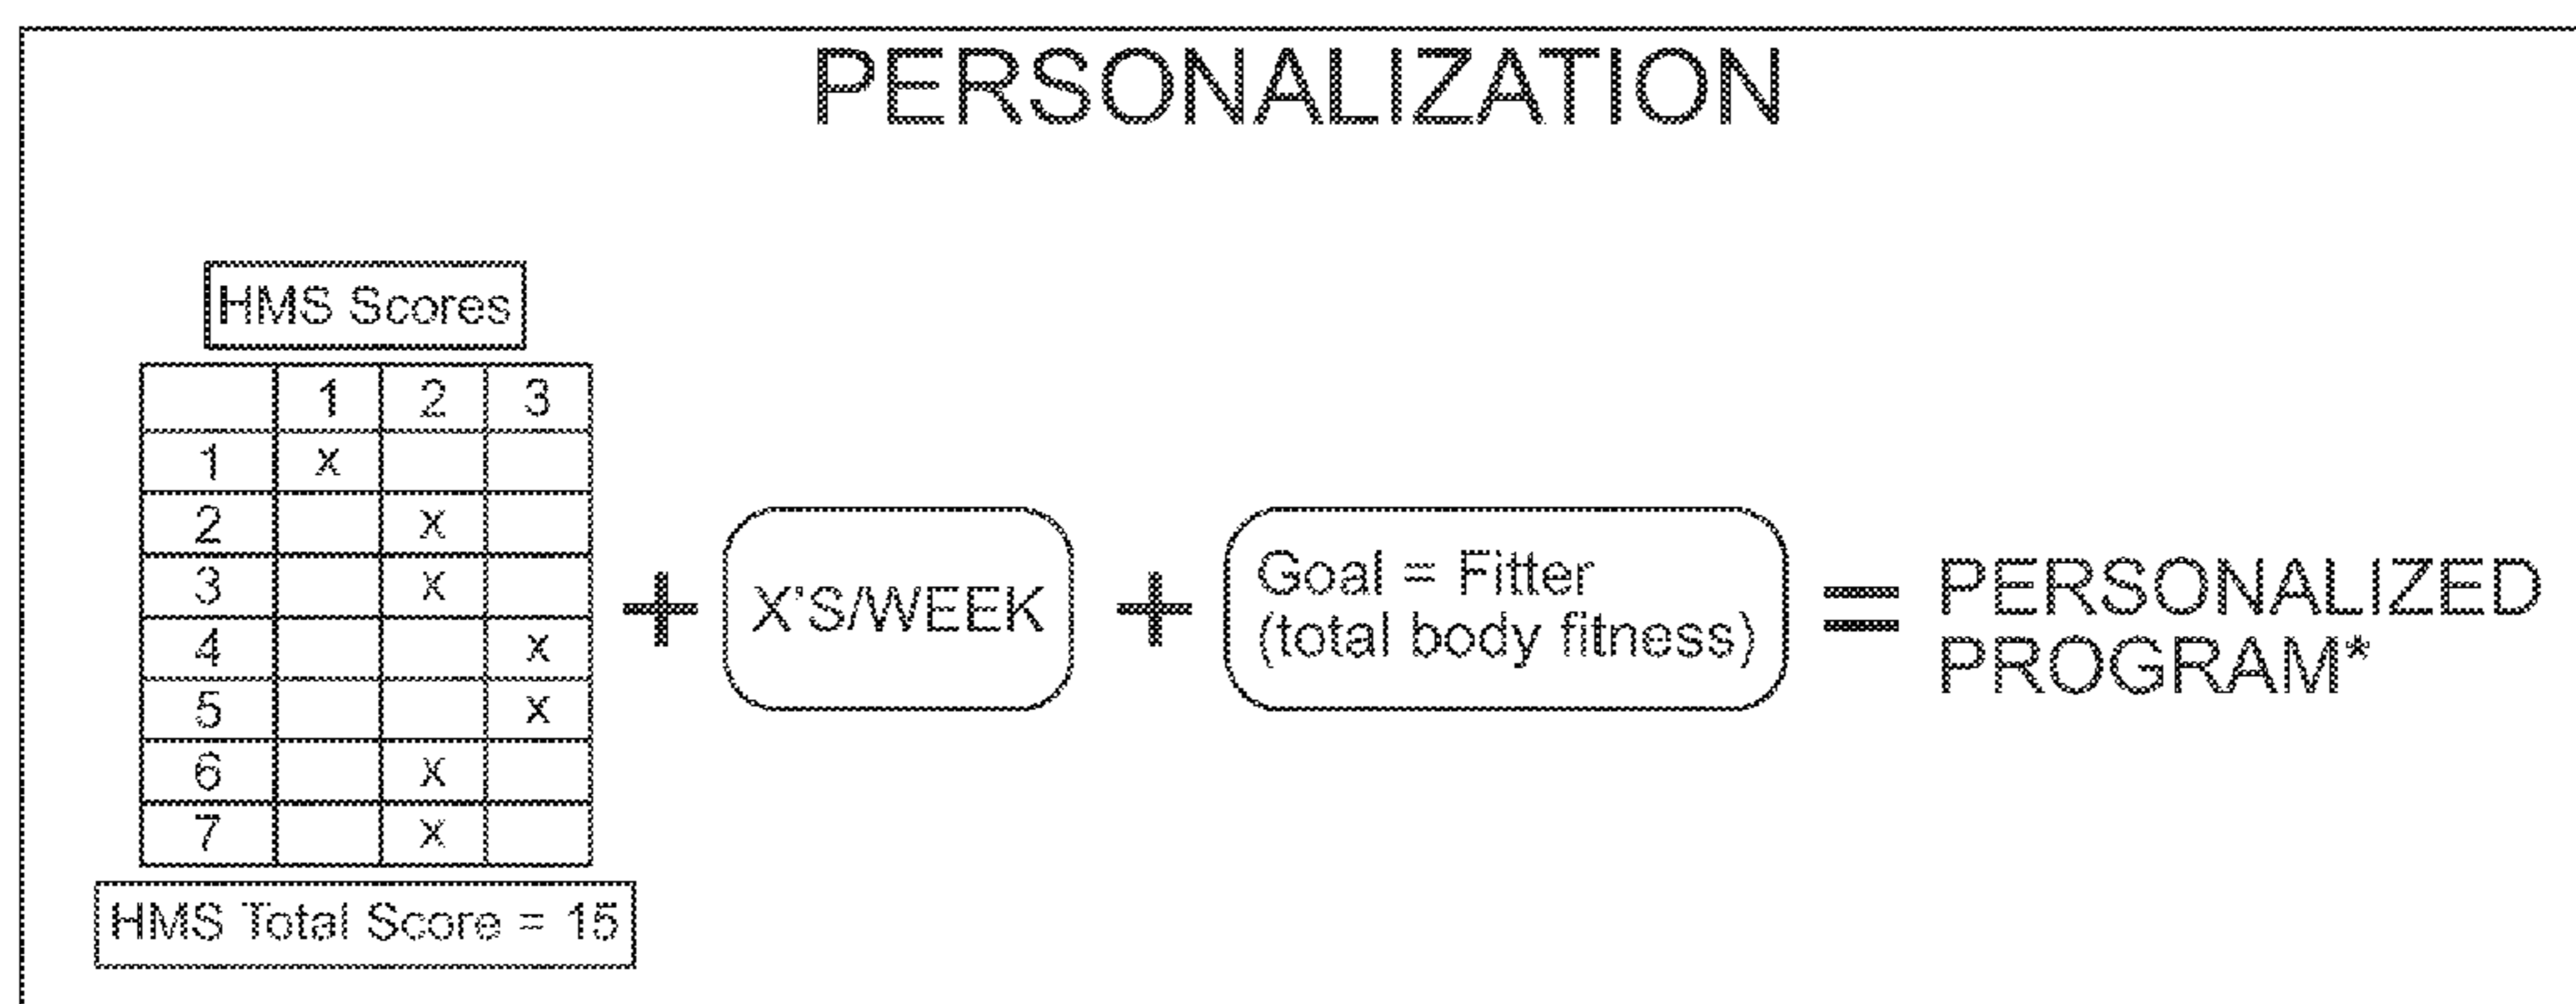 PERSONALIZATION
HMS Scores
1 2 3
1 x
2 x
3 x
4 x
5 x
6 x
7 x
HMS Total Score = 15
+
X'S/WEEK
+
Goal = Fitter
(total body fitness)
=
PERSONALIZED
PROGRAM*